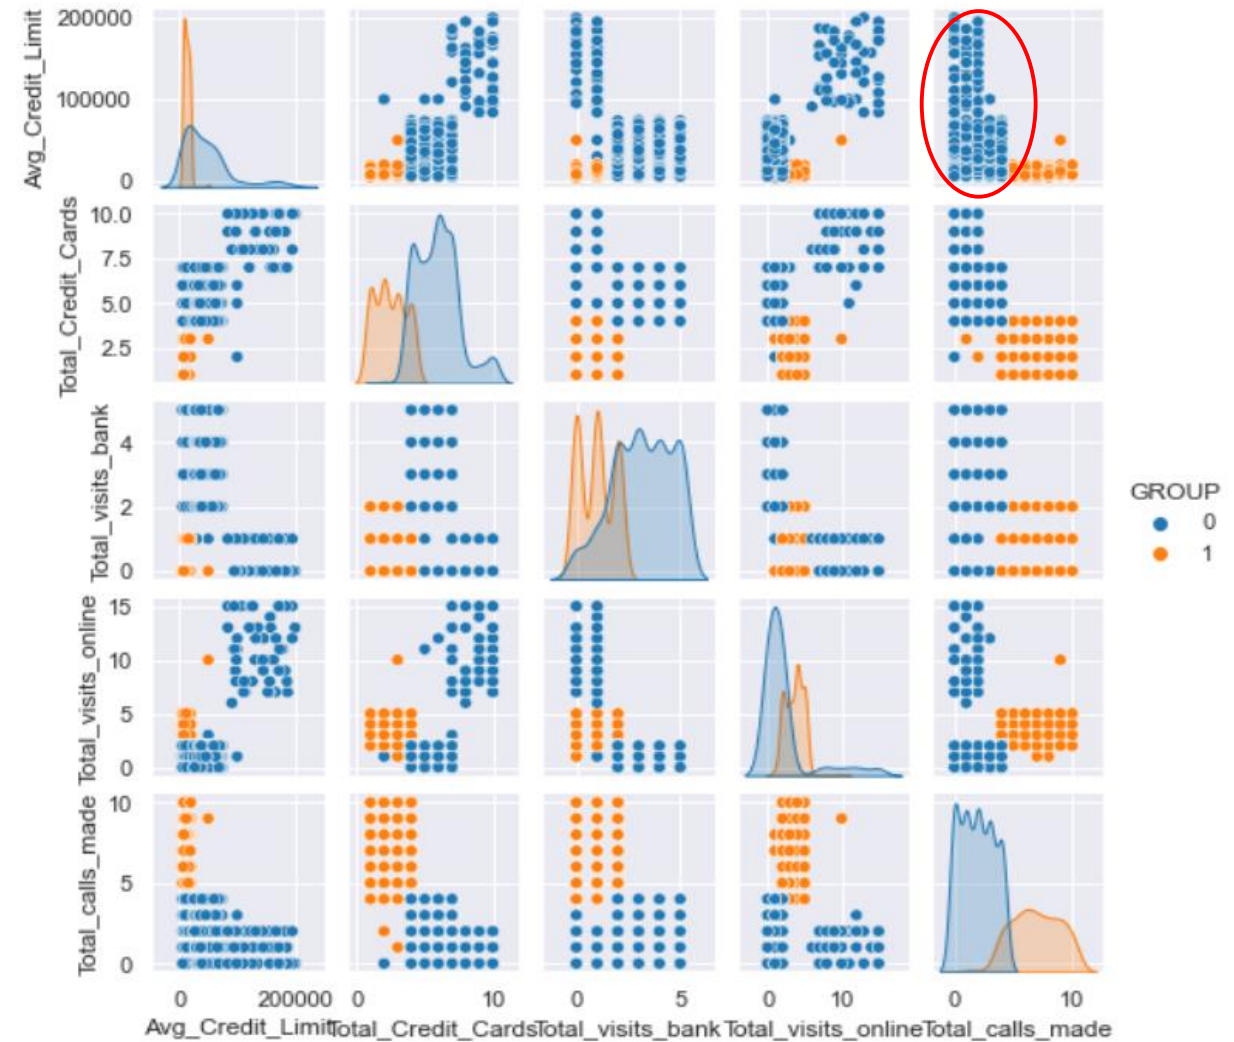 200000
100000
0
Avg_Credit_Limit
10.0
7.5
5.0
2.5
Total_Credit_Cards
4
2
0
Total_visits_bank
GROUP
0
1
15
10
5
0
Total_visits_online
10
5
0
Total_calls_made
0 200000 0 10 0 5 0 10 0 10
Avg_Credit_Limit Total_Credit_Cards Total_visits_bank Total_visits_online Total_calls_made